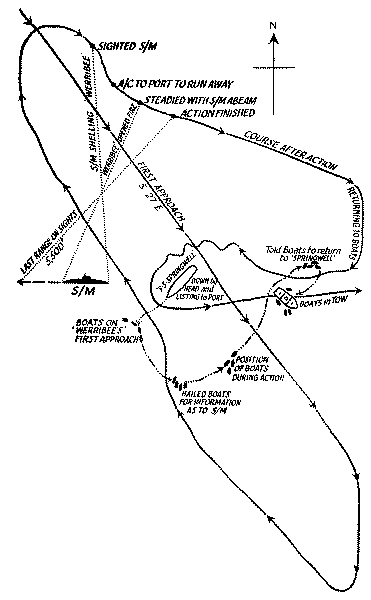 N
SIGHTED S/M
A/C TO PORT TO RUN AWAY
STEADIED WITH S/M ABEAM
ACTION FINISHED
S/M SHELLING WERRIBEE
WERRIBEE OPEN FIRE
LAST RANGE ON SIGHTS
5,600
FIRST APPROACH
S. 27 E.
COURSE AFTER ACTION
RETURNING TO BOATS
S/M
S·S SPRINGWELL
DOWN by
HEAD and
LISTING to PORT
Told Boats to return
to 'SPRINGWELL'
BOATS in TOW
BOATS ON
WERRIBEE'S
FIRST APPROACH
POSITION
OF BOATS
DURING ACTION
HAILED BOATS
FOR INFORMATION
AS TO S/M